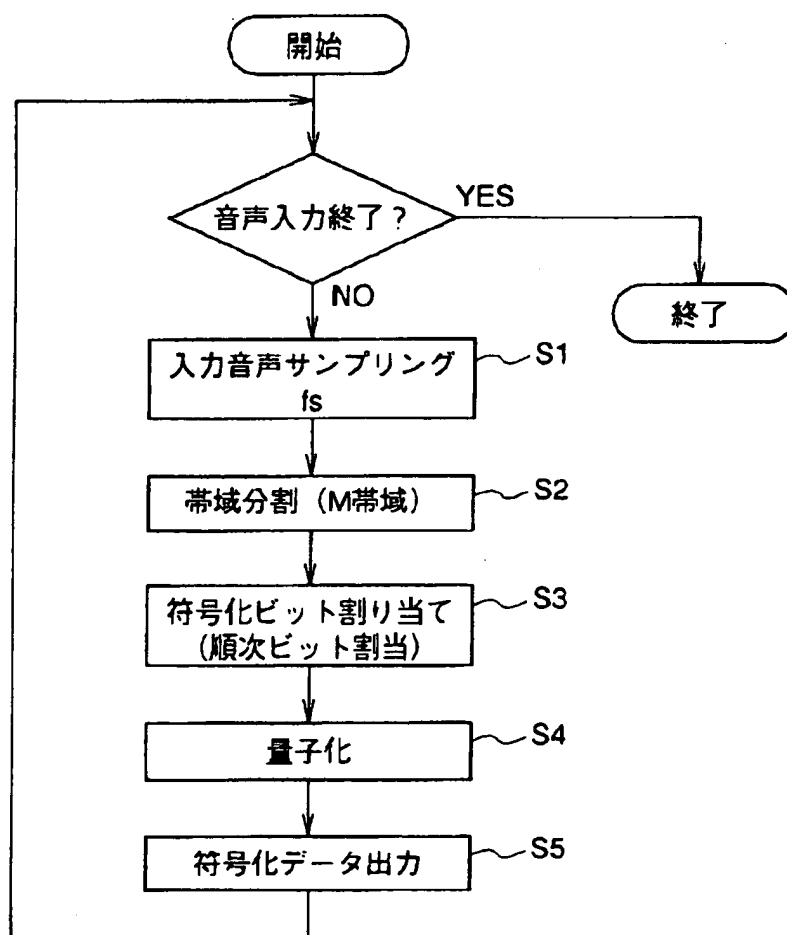 開始
音声入力終了?
YES
NO
終了
入力音声サンプリング
fs
S1
帯域分割（M帯域）
S2
符号化ビット割り当て
（順次ビット割当）
S3
量子化
S4
符号化データ出力
S5